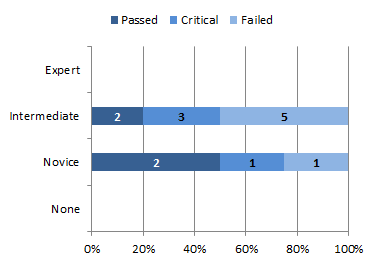 Passed Critical Failed
Expert
Intermediate 2 3 5
Novice 2 1 1
None
0% 20% 40% 60% 80% 100%